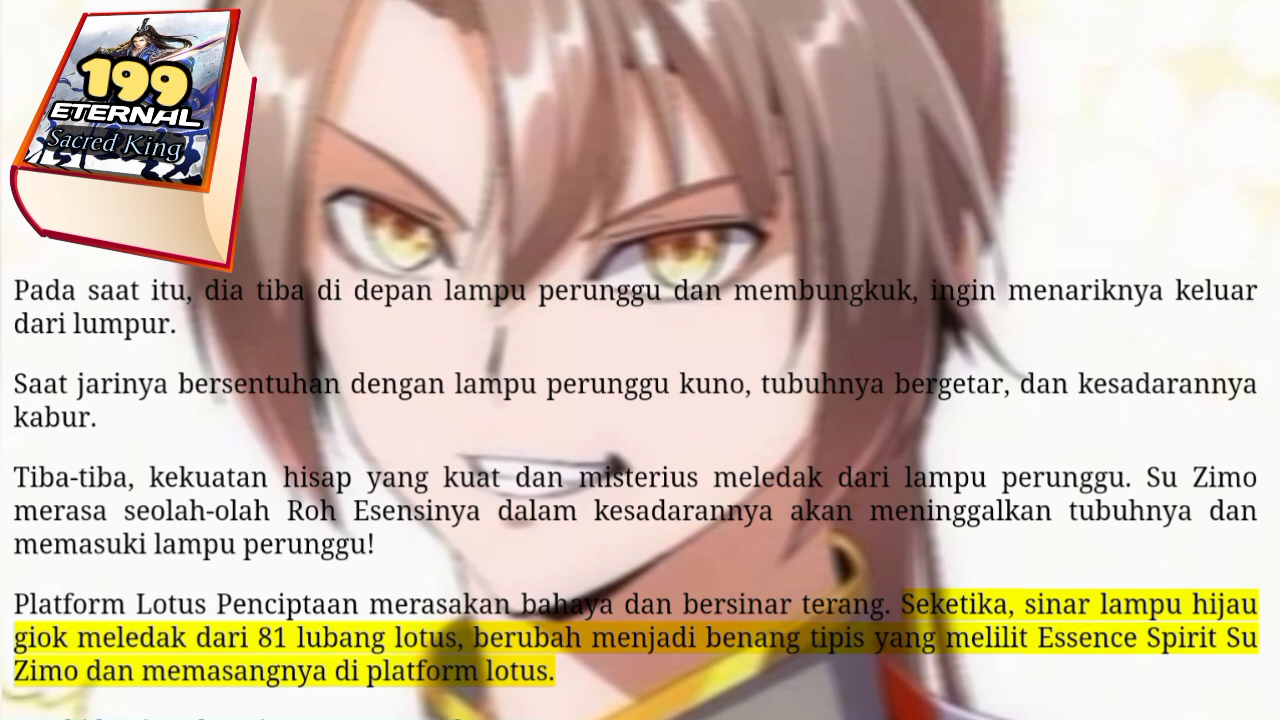 199
ETERNAL
Sacred King
Pada saat itu, dia tiba di depan lampu perunggu dan membungkuk, ingin menariknya keluar
dari lumpur.
Saat jarinya bersentuhan dengan lampu perunggu kuno, tubuhnya bergetar, dan kesadarannya
kabur.
Tiba-tiba, kekuatan hisap yang kuat dan misterius meledak dari lampu perunggu. Su Zimo
merasa seolah-olah Roh Esensinya dalam kesadarannya akan meninggalkan tubuhnya dan
memasuki lampu perunggu!
Platform Lotus Penciptaan merasakan bahaya dan bersinar terang. Seketika, sinar lampu hijau
giok meledak dari 81 lubang lotus, berubah menjadi benang tipis yang melilit Essence Spirit Su
Zimo dan memasangnya di platform lotus.